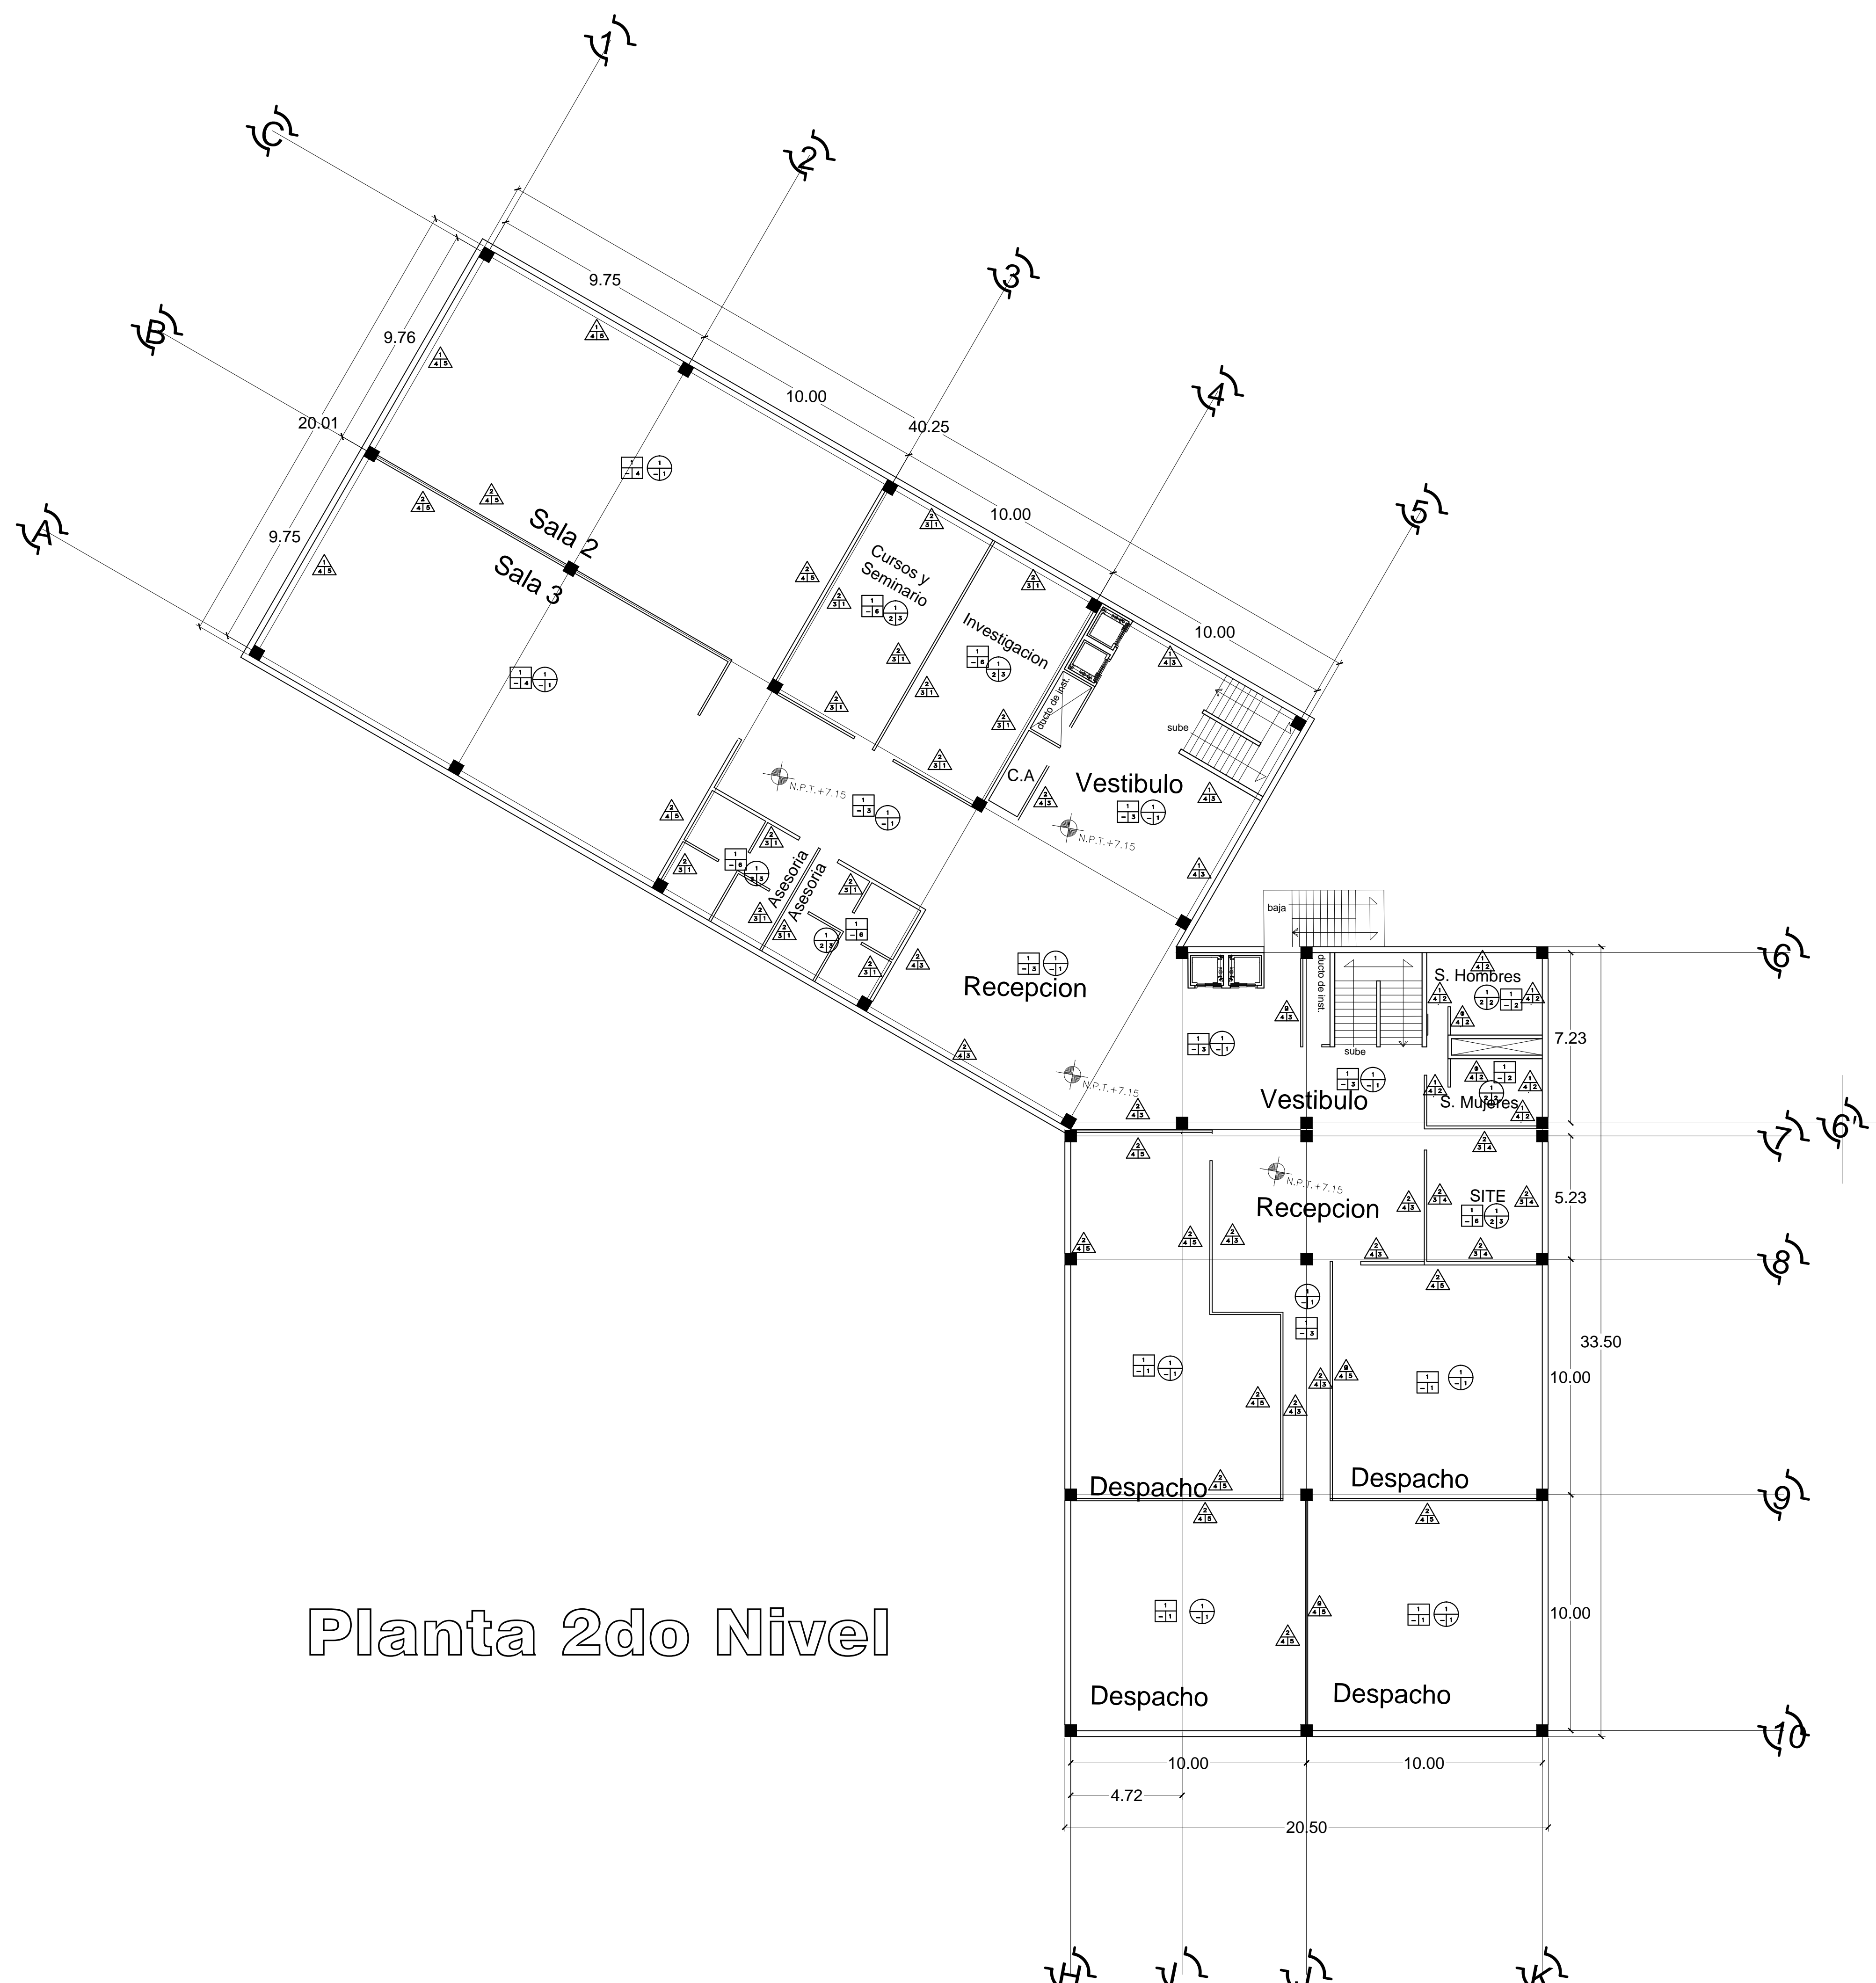 1
C
2
B
3
9.75
9.76
4
10.00
20.01
40.25
5
A
10.00
9.75
Sala 2
Sala 3
Cursos y
Seminario
Investigacion
10.00
ducto de inst.
sube
C.A
Vestibulo
N.P.T.+7.15
N.P.T.+7.15
Asesoria
Asesoria
Recepcion
baja
6
ducto de inst.
S. Hombres
7.23
sube
N.P.T.+7.15
Vestibulo
S. Mujeres
6'
7
N.P.T.+7.15
SITE
5.23
Recepcion
8
33.50
10.00
Despacho
Despacho
9
10.00
Planta 2do Nivel
Despacho
Despacho
10
10.00
10.00
4.72
20.50
H
I
J
K